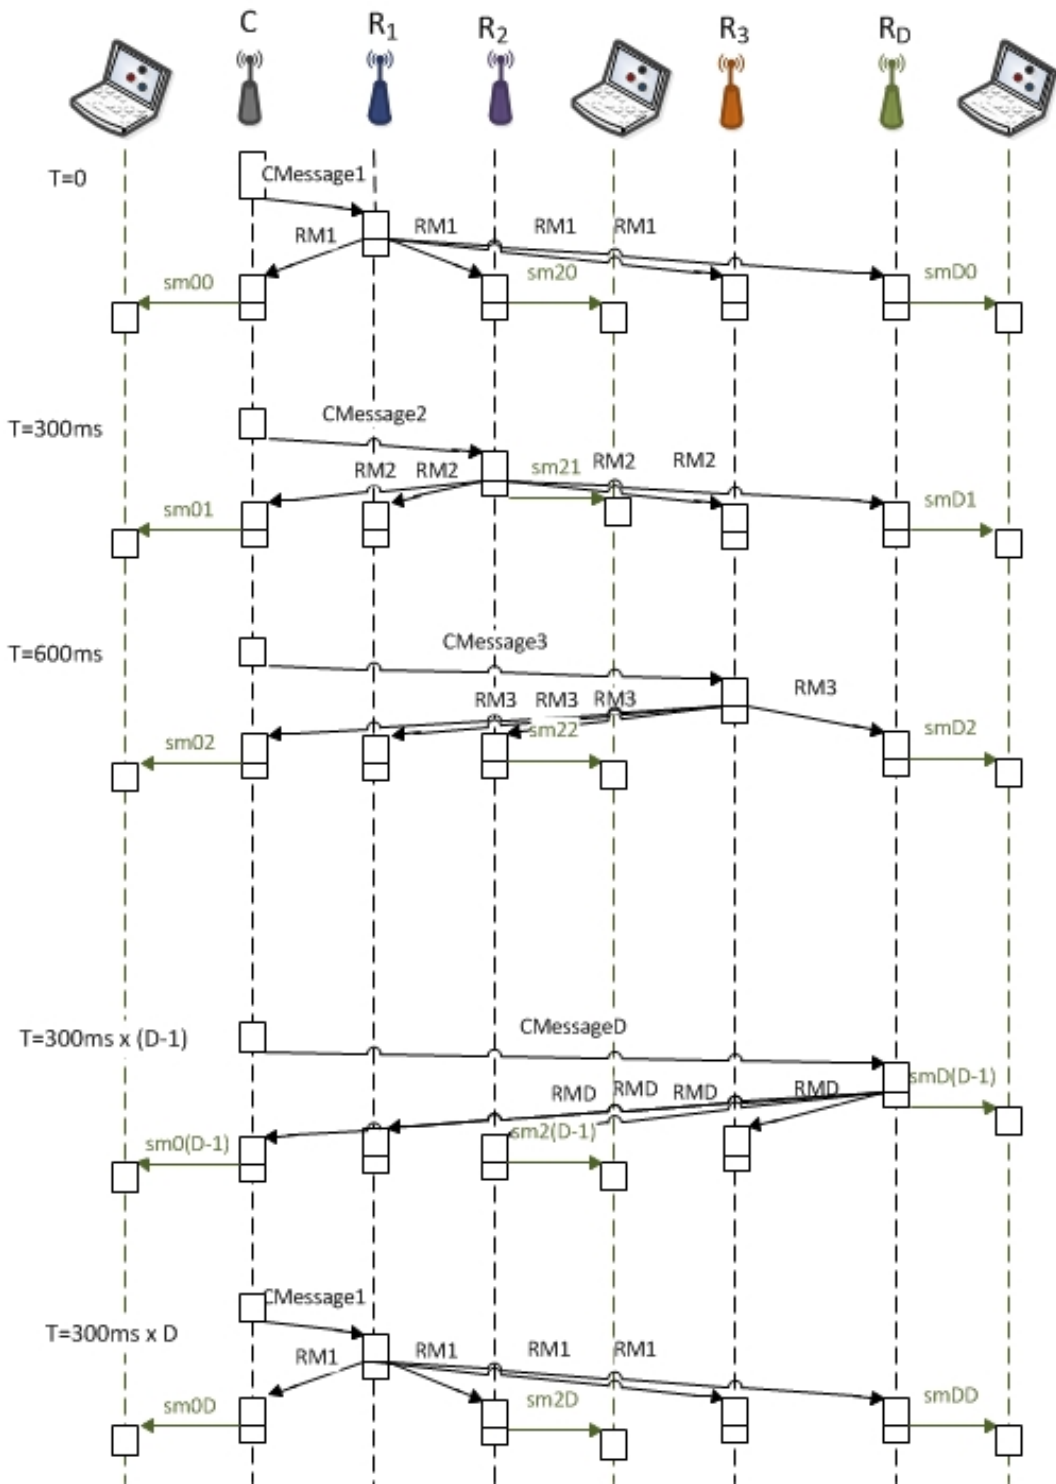 C
R1
R2
R3
RD
T=0
CMessage1
RM1
RM1
RM1
RM1
sm00
sm20
smD0
T=300ms
CMessage2
RM2
RM2
sm21
RM2
RM2
sm01
smD1
T=600ms
CMessage3
RM3
RM3
RM3
RM3
sm02
sm22
smD2
T=300ms x (D-1)
CMessageD
smD(D-1)
RMD
RMD
RMD
RMD
sm0(D-1)
sm2(D-1)
T=300ms x D
CMessage1
RM1
RM1
RM1
RM1
sm0D
sm2D
smDD